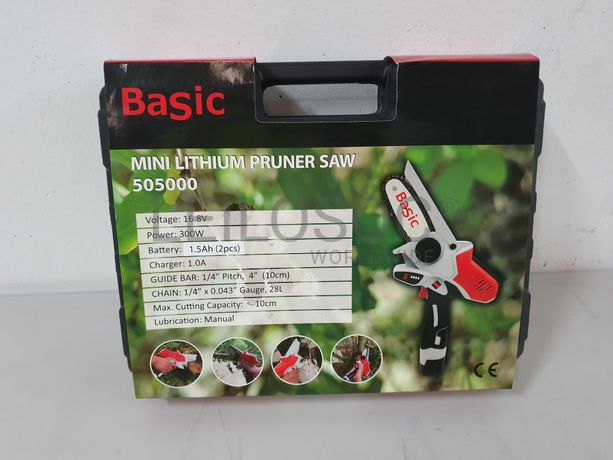 Basic
MINI LITHIUM PRUNER SAW
505000
Voltage: 16.8V
Power: 300W
Battery: 1.5Ah (2pcs)
Charger: 1.0A
GUIDE BAR: 1/4" Pitch, 4" (10cm)
CHAIN: 1/4" x 0.043" Gauge, 28L
Max. Cutting Capacity: ~ 10cm
Lubrication: Manual
Basic
CE